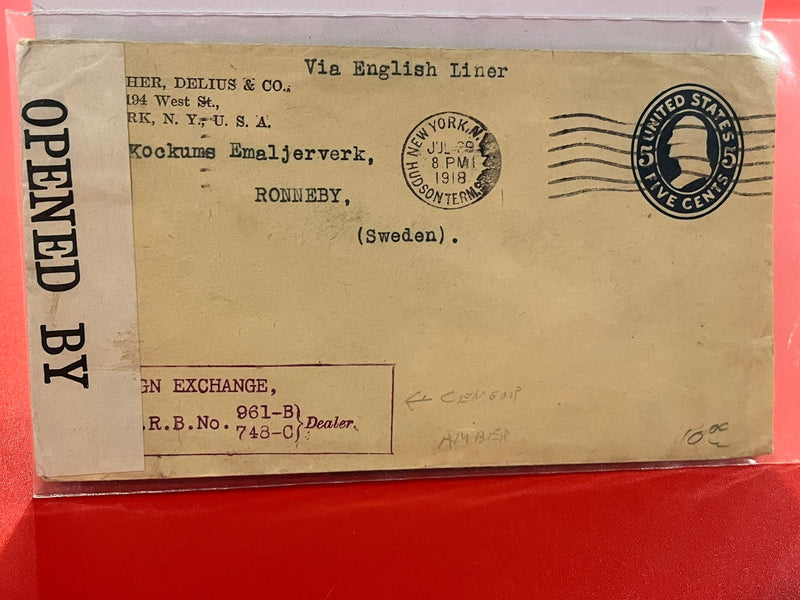 OPENED BY
HER, DELIUS & CO.,
194 West St.,
RK, N. Y., U. S. A.
Via English Liner
Kockums Emaljerverk,
RONNEBY,
(Sweden).
NEW YORK, N.Y.
JUL 29
8 PM
1918
HUDSON TERM. STA.
UNITED STATES
5 5
FIVE CENTS
GN EXCHANGE,
.R.B.No. 961-B
748-C
Dealer.
← CENSOR
AMBER
10 00